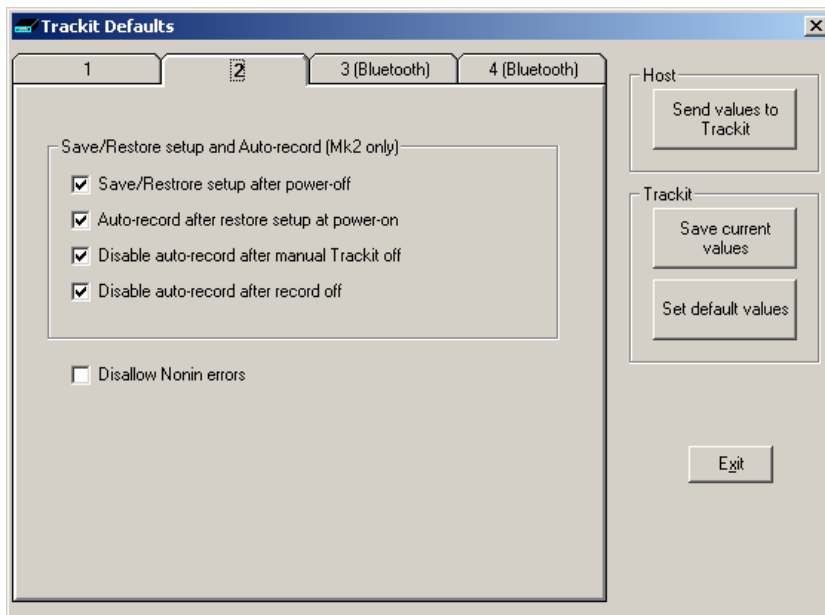 Trackit Defaults
1
2
3 (Bluetooth)
4 (Bluetooth)
Save/Restore setup and Auto-record (Mk2 only)
Save/Restrore setup after power-off
Auto-record after restore setup at power-on
Disable auto-record after manual Trackit off
Disable auto-record after record off
Disallow Nonin errors
Host
Send values to
Trackit
Trackit
Save current
values
Set default values
Exit